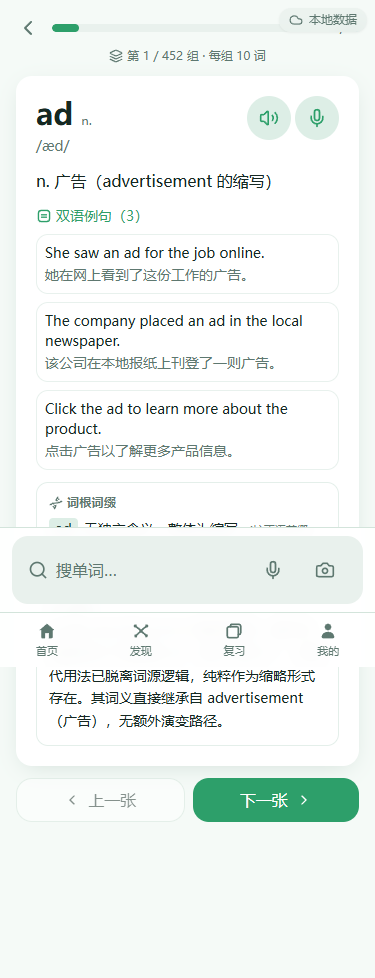 本地数据
第 1 / 452 组 · 每组 10 词
ad n.
/æd/
n. 广告（advertisement 的缩写）
双语例句（3）
She saw an ad for the job online.
她在网上看到了这份工作的广告。
The company placed an ad in the local
newspaper.
该公司在本地报纸上刊登了一则广告。
Click the ad to learn more about the
product.
点击广告以了解更多产品信息。
词根词缀
搜单词...
首页 发现 复习 我的
代用法已脱离词源逻辑，纯粹作为缩略形式
存在。其词义直接继承自 advertisement
（广告），无额外演变路径。
上一张 下一张